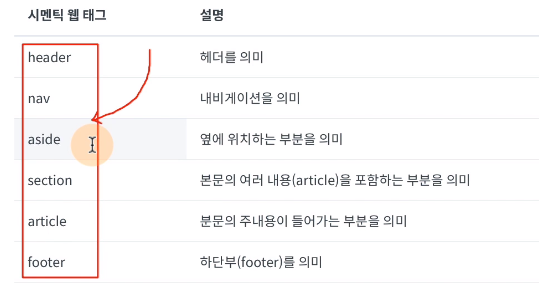 시멘틱 웹 태그 설명
header 헤더를 의미
nav 내비게이션을 의미
aside 옆에 위치하는 부분을 의미
section 본문의 여러 내용(article)을 포함하는 부분을 의미
article 분문의 주내용이 들어가는 부분을 의미
footer 하단부(footer)를 의미